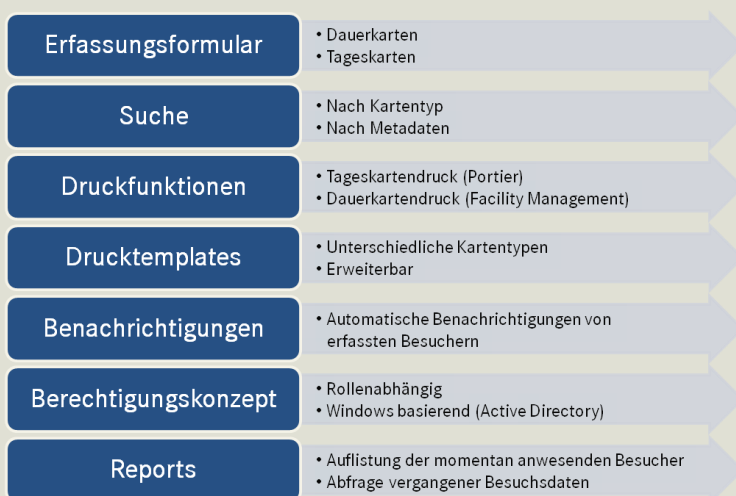 Erfassungsformular
• Dauerkarten
• Tageskarten
Suche
• Nach Kartentyp
• Nach Metadaten
Druckfunktionen
• Tageskartendruck (Portier)
• Dauerkartendruck (Facility Management)
Drucktemplates
• Unterschiedliche Kartentypen
• Erweiterbar
Benachrichtigungen
• Automatische Benachrichtigungen von
erfassten Besuchern
Berechtigungskonzept
• Rollenabhängig
• Windows basierend (Active Directory)
Reports
• Auflistung der momentan anwesenden Besucher
• Abfrage vergangener Besuchsdaten